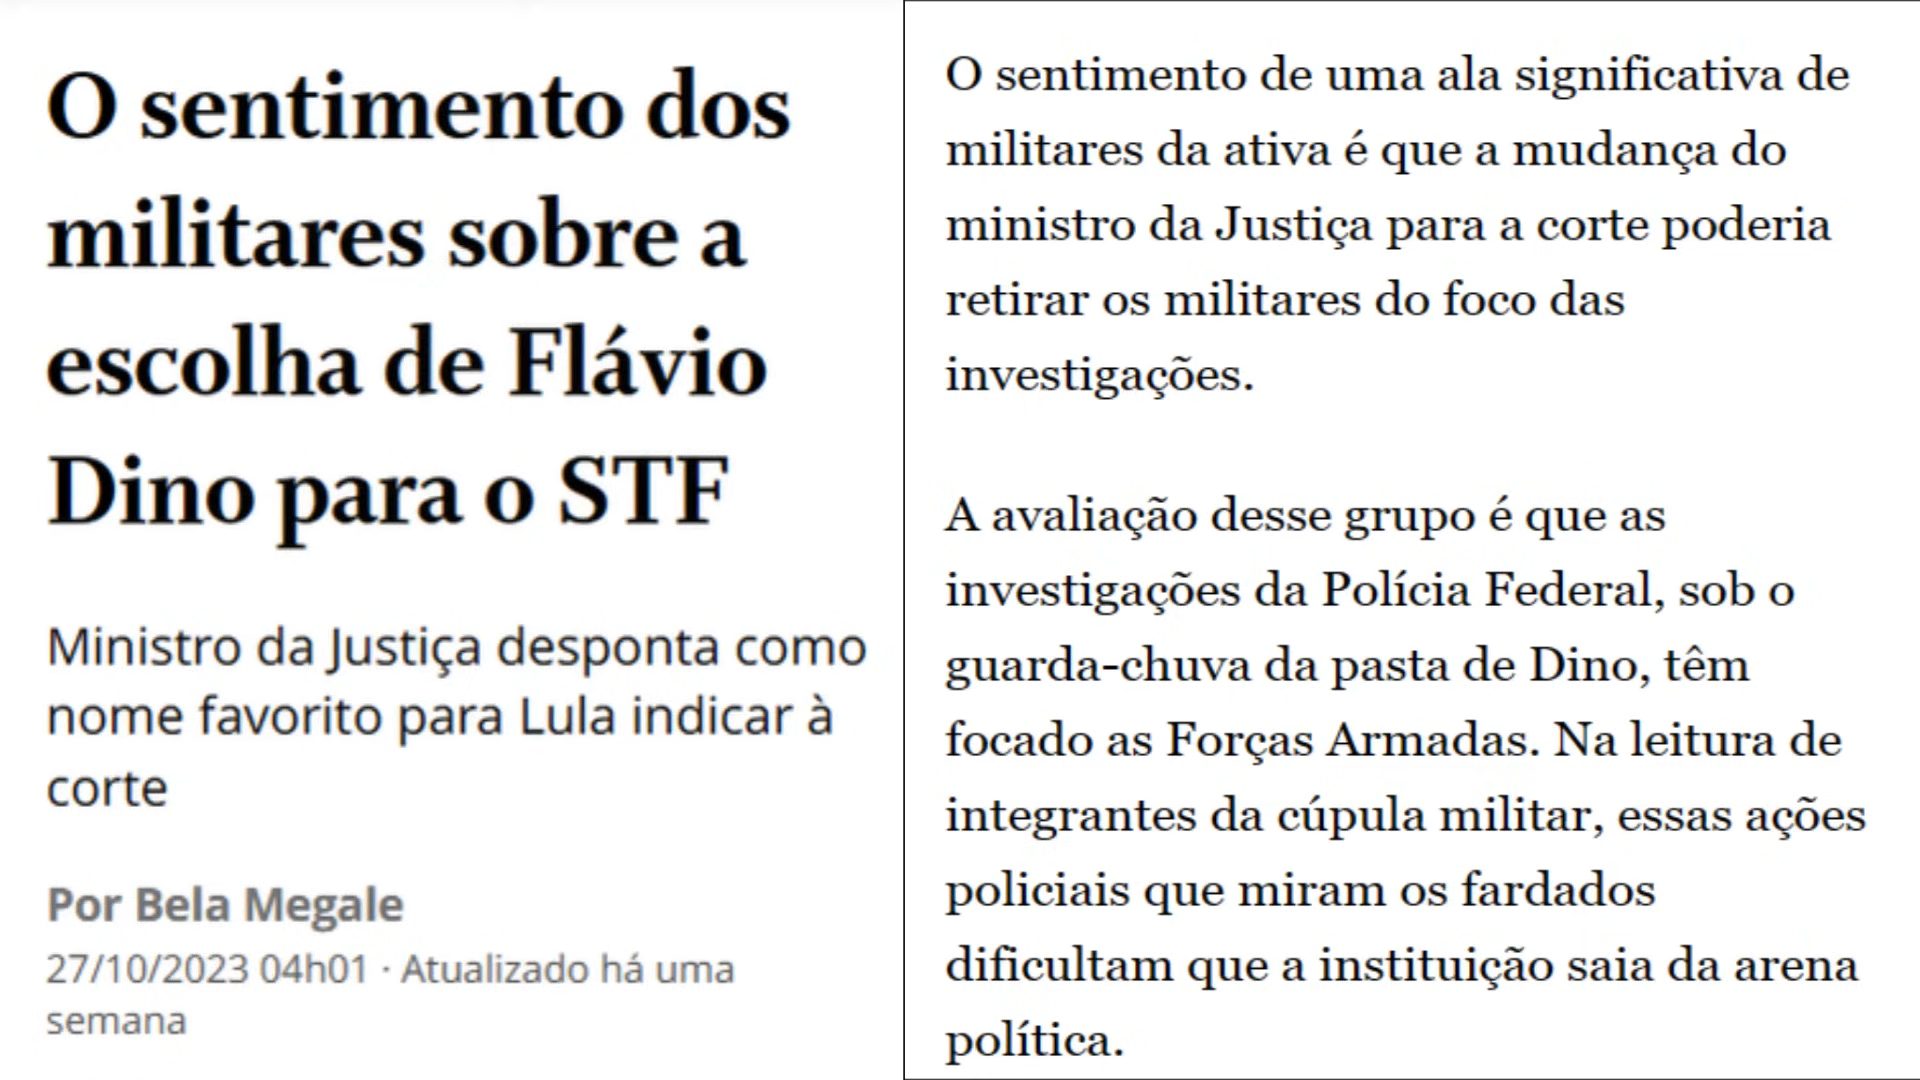 O sentimento dos
militares sobre a
escolha de Flávio
Dino para o STF
Ministro da Justiça desponta como
nome favorito para Lula indicar à
corte
Por Bela Megale
27/10/2023 04h01 · Atualizado há uma
semana
O sentimento de uma ala significativa de
militares da ativa é que a mudança do
ministro da Justiça para a corte poderia
retirar os militares do foco das
investigações.
A avaliação desse grupo é que as
investigações da Polícia Federal, sob o
guarda-chuva da pasta de Dino, têm
focado as Forças Armadas. Na leitura de
integrantes da cúpula militar, essas ações
policiais que miram os fardados
dificultam que a instituição saia da arena
política.